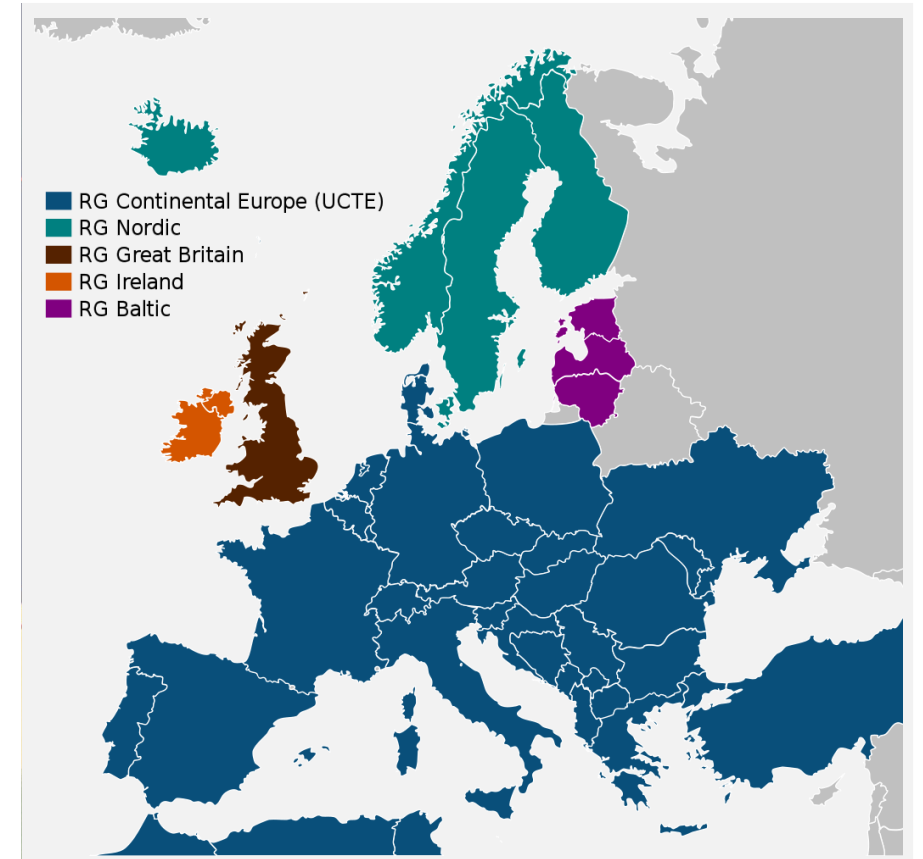 RG Continental Europe (UCTE)
RG Nordic
RG Great Britain
RG Ireland
RG Baltic